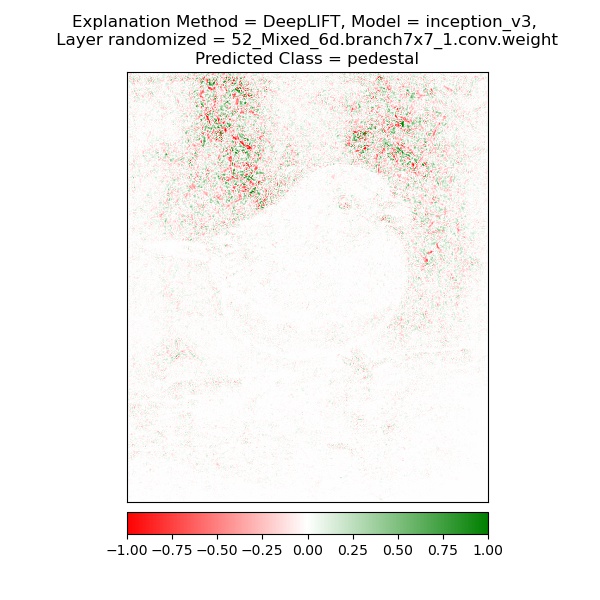 Explanation Method = DeepLIFT, Model = inception_v3,
Layer randomized = 52_Mixed_6d.branch7x7_1.conv.weight
Predicted Class = pedestal
−1.00 −0.75 −0.50 −0.25 0.00 0.25 0.50 0.75 1.00